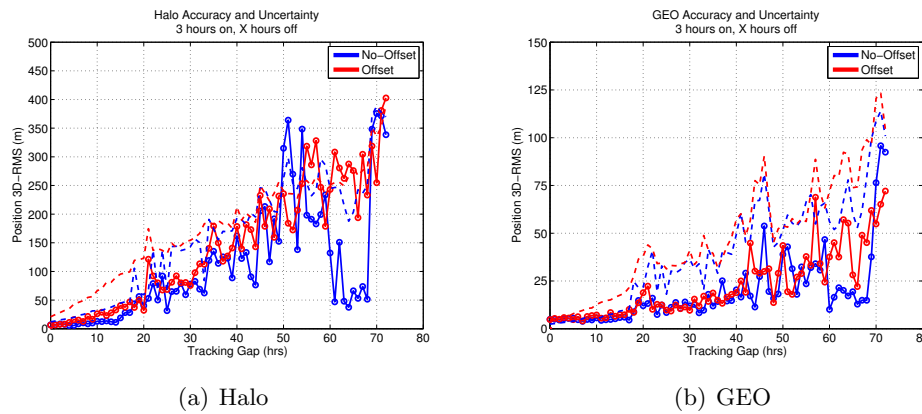 Halo Accuracy and Uncertainty
3 hours on, X hours off
500
450
400
350
300
250
200
150
100
50
0
Position 3D−RMS (m)
No−Offset
Offset
0 10 20 30 40 50 60 70 80
Tracking Gap (hrs)
(a) Halo
GEO Accuracy and Uncertainty
3 hours on, X hours off
150
125
100
75
50
25
0
Position 3D−RMS (m)
No−Offset
Offset
0 10 20 30 40 50 60 70 80
Tracking Gap (hrs)
(b) GEO